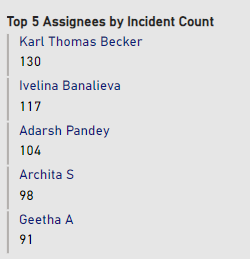 Top 5 Assignees by Incident Count
Karl Thomas Becker
130
Ivelina Banalieva
117
Adarsh Pandey
104
Archita S
98
Geetha A
91